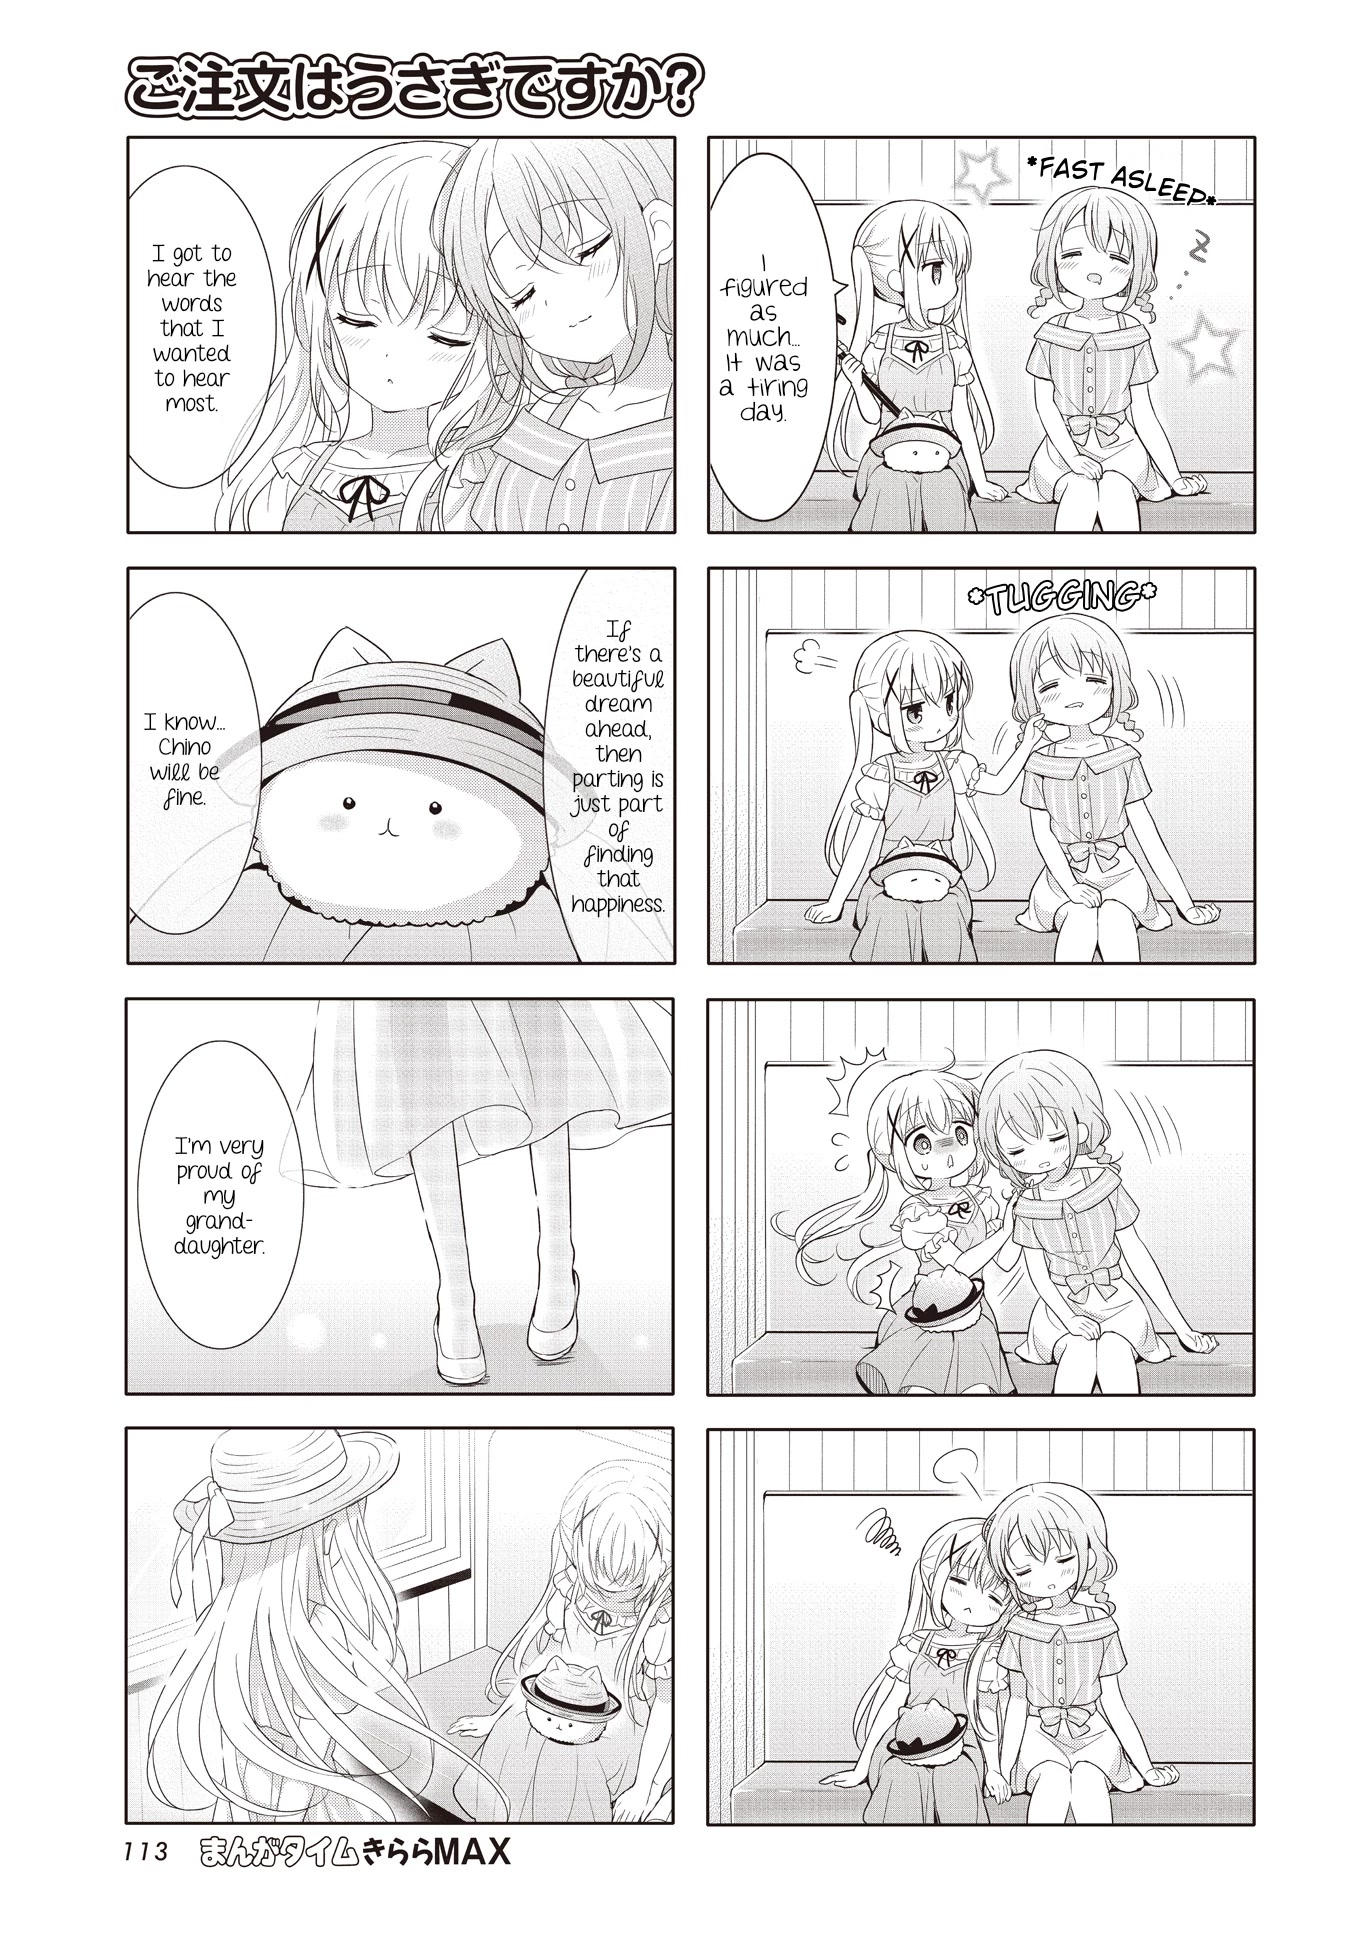 ご注文はうさぎですか?
*FAST ASLEEP*
I
figured
as
much...
It was
a tiring
day.
*TUGGING*
I got to
hear the
words
that I
wanted
to hear
most.
If
there's a
beautiful
dream
ahead,
then
parting is
just part
of
finding
that
happiness.
I know...
Chino
will be
fine.
I'm very
proud of
my
grand-
daughter.
113 まんがタイムきららMAX